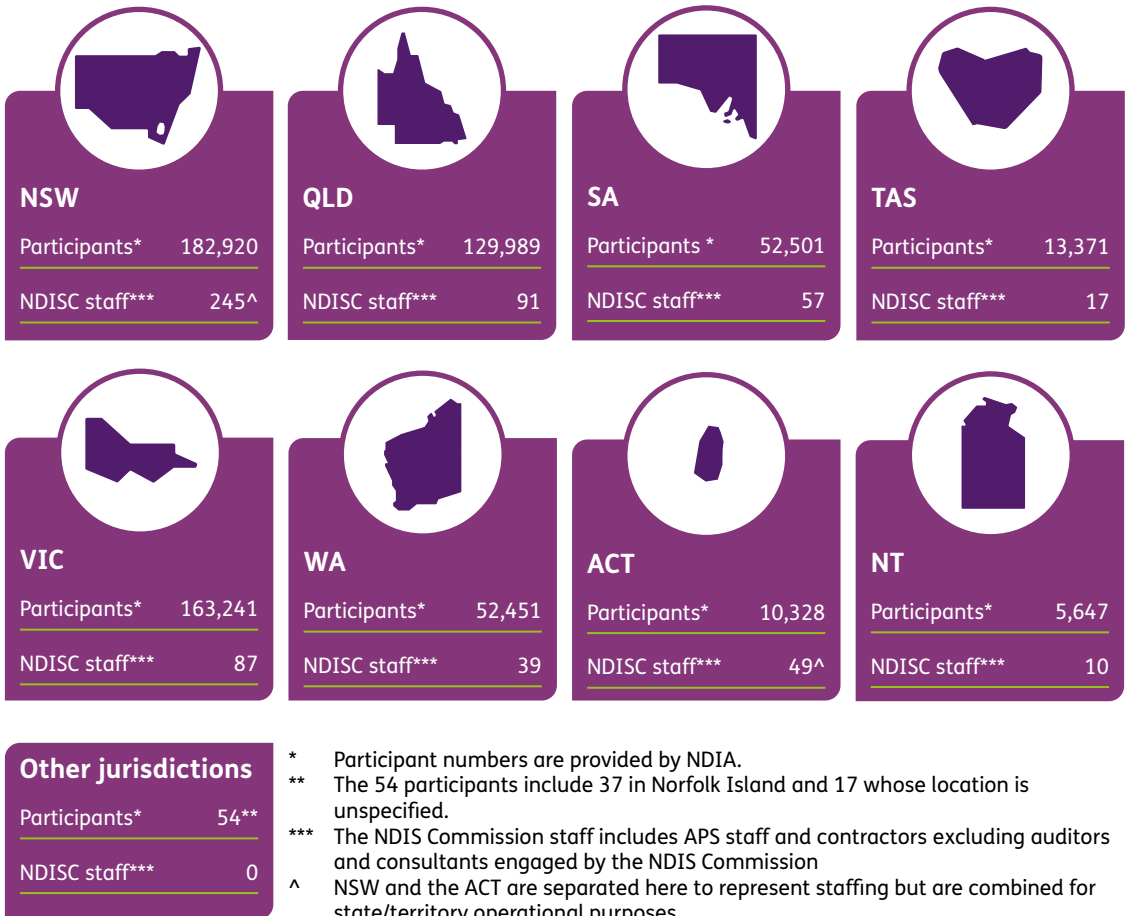 NSW
Participants* 182,920
NDISC staff*** 245^
QLD
Participants* 129,989
NDISC staff*** 91
SA
Participants * 52,501
NDISC staff*** 57
TAS
Participants* 13,371
NDISC staff*** 17
VIC
Participants* 163,241
NDISC staff*** 87
WA
Participants* 52,451
NDISC staff*** 39
ACT
Participants* 10,328
NDISC staff*** 49^
NT
Participants* 5,647
NDISC staff*** 10
Other jurisdictions
Participants* 54**
NDISC staff*** 0
* Participant numbers are provided by NDIA.
** The 54 participants include 37 in Norfolk Island and 17 whose location is
unspecified.
*** The NDIS Commission staff includes APS staff and contractors excluding auditors
and consultants engaged by the NDIS Commission
^ NSW and the ACT are separated here to represent staffing but are combined for
state/territory operational purposes